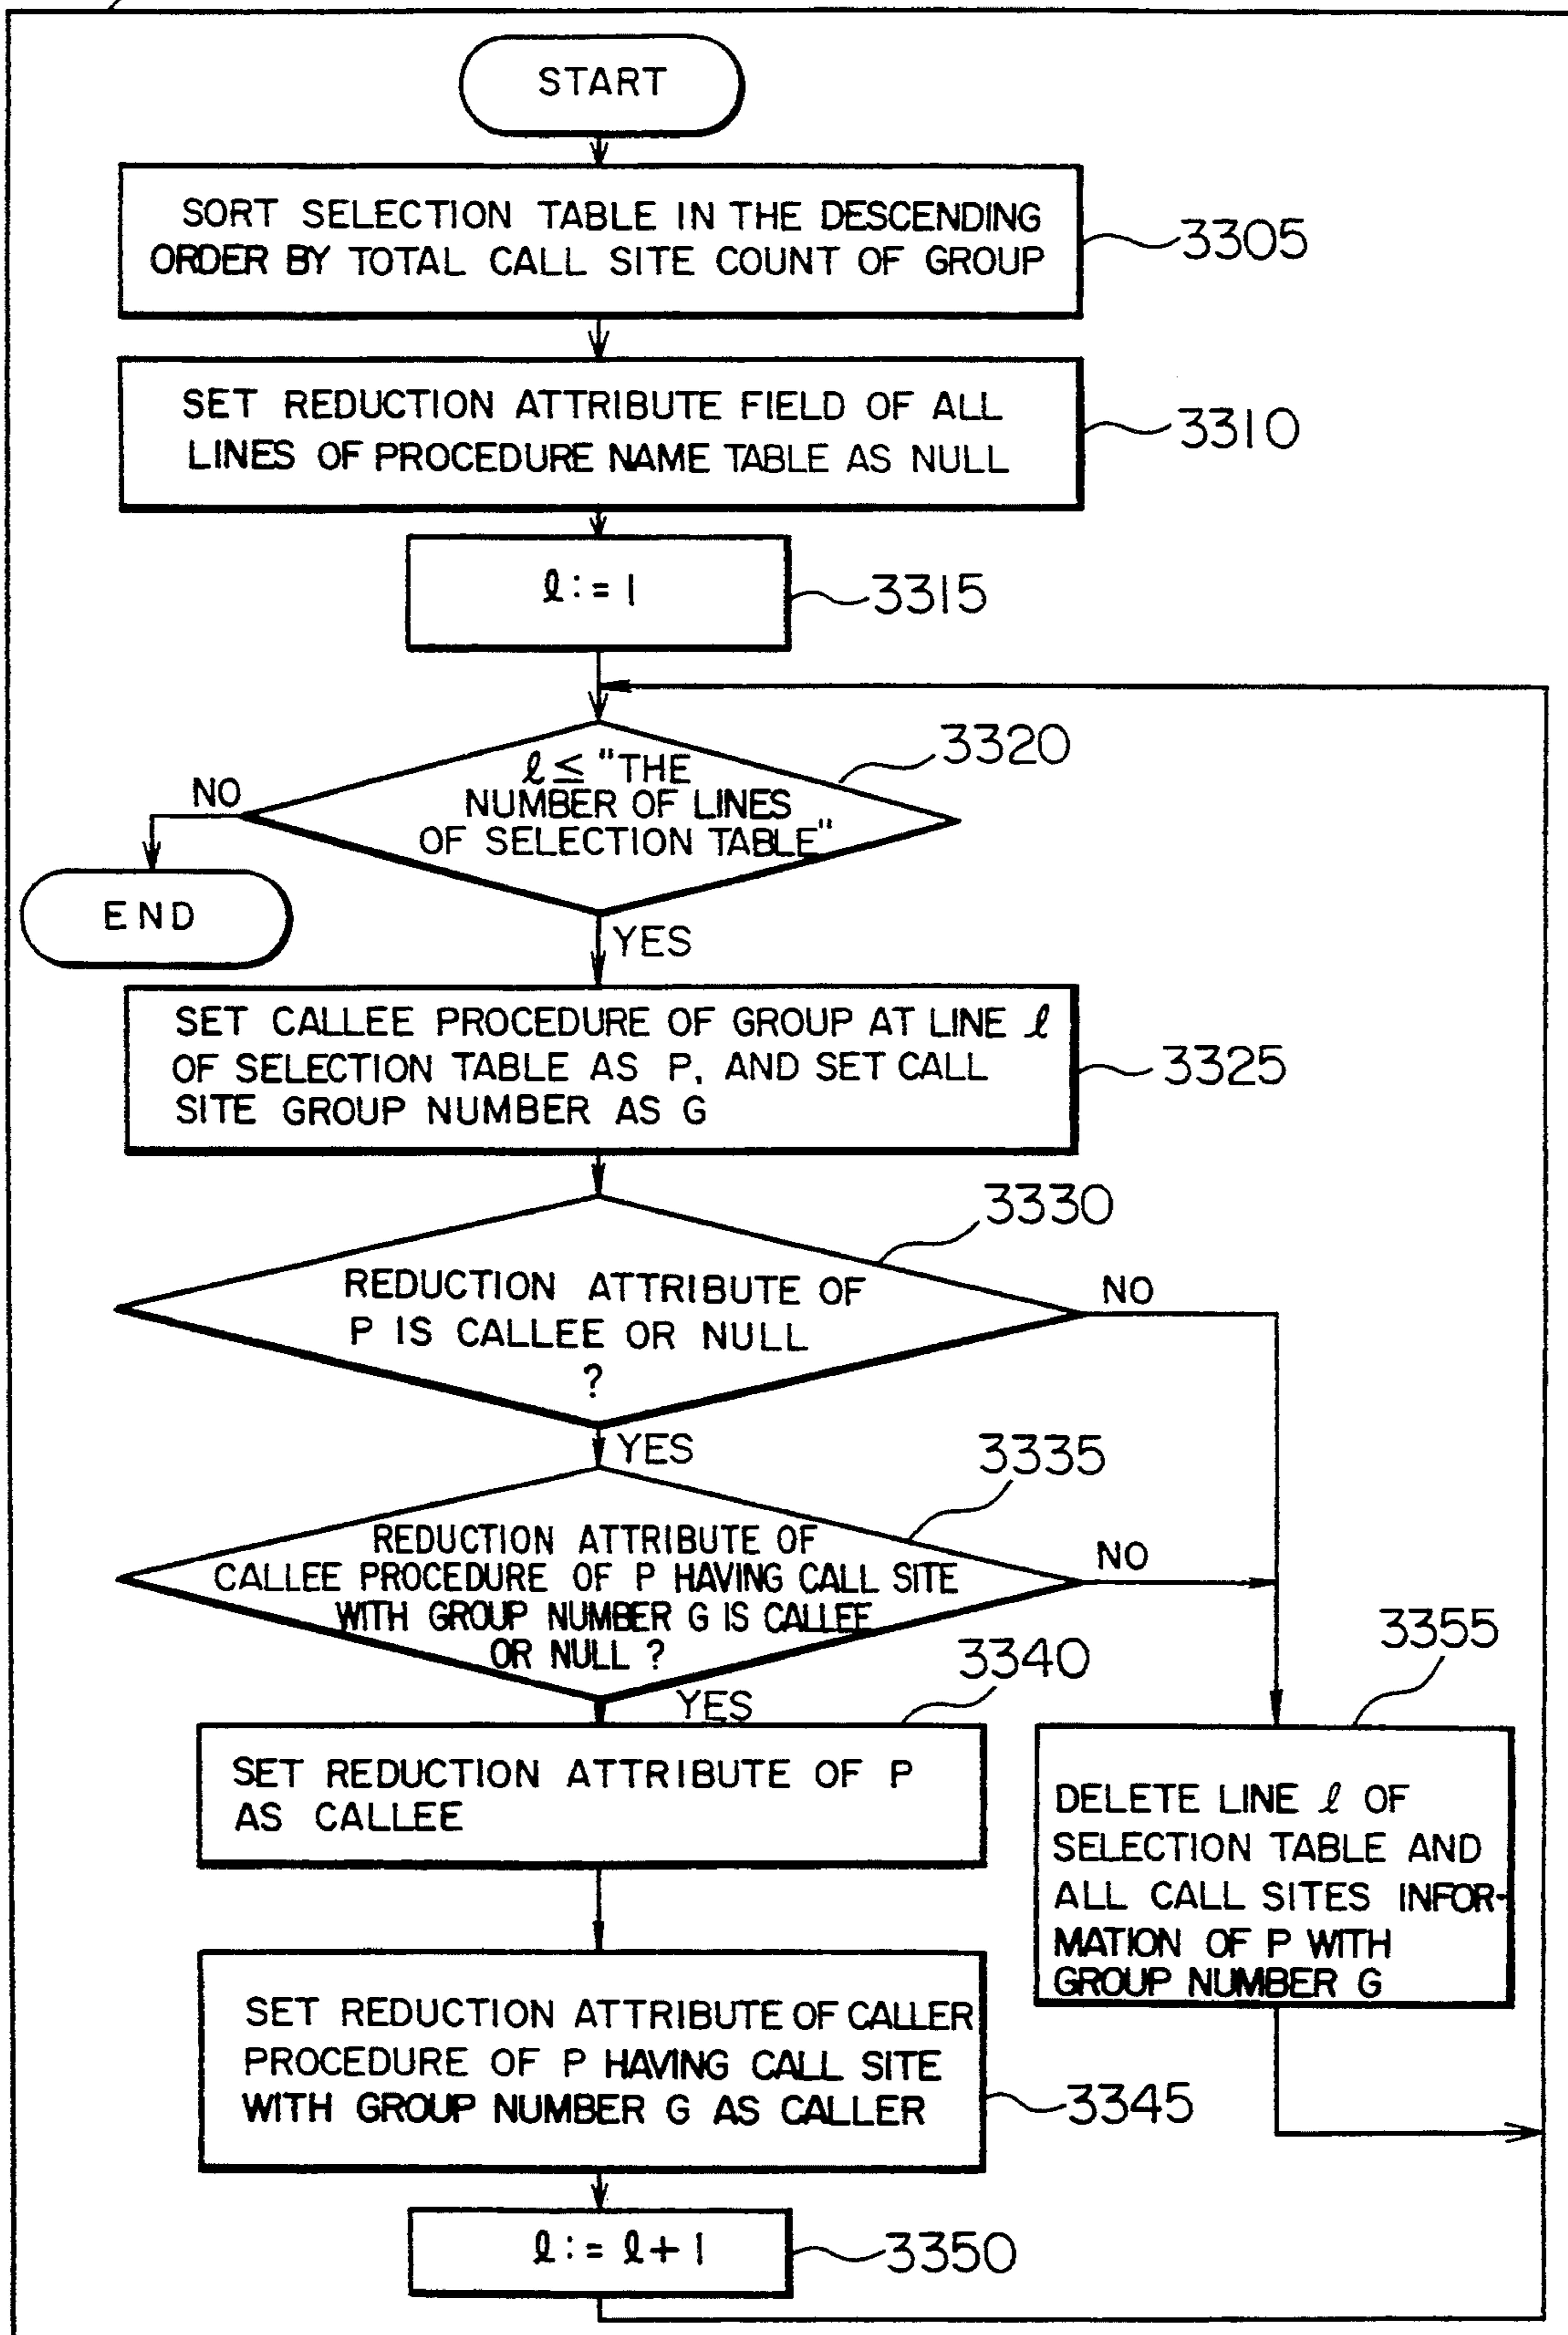 START
SORT SELECTION TABLE IN THE DESCENDING
ORDER BY TOTAL CALL SITE COUNT OF GROUP
3305
SET REDUCTION ATTRIBUTE FIELD OF ALL
LINES OF PROCEDURE NAME TABLE AS NULL
3310
ℓ := 1
3315
3320
ℓ ≤ "THE
NUMBER OF LINES
OF SELECTION TABLE"
NO
END
YES
SET CALLEE PROCEDURE OF GROUP AT LINE ℓ
OF SELECTION TABLE AS P, AND SET CALL
SITE GROUP NUMBER AS G
3325
3330
REDUCTION ATTRIBUTE OF
P IS CALLEE OR NULL
?
NO
YES
3335
REDUCTION ATTRIBUTE OF
CALLEE PROCEDURE OF P HAVING CALL SITE
WITH GROUP NUMBER G IS CALLEE
OR NULL ?
NO
YES
3340
SET REDUCTION ATTRIBUTE OF P
AS CALLEE
3355
DELETE LINE ℓ OF
SELECTION TABLE AND
ALL CALL SITES INFOR-
MATION OF P WITH
GROUP NUMBER G
SET REDUCTION ATTRIBUTE OF CALLER
PROCEDURE OF P HAVING CALL SITE
WITH GROUP NUMBER G AS CALLER
3345
ℓ := ℓ + 1
3350